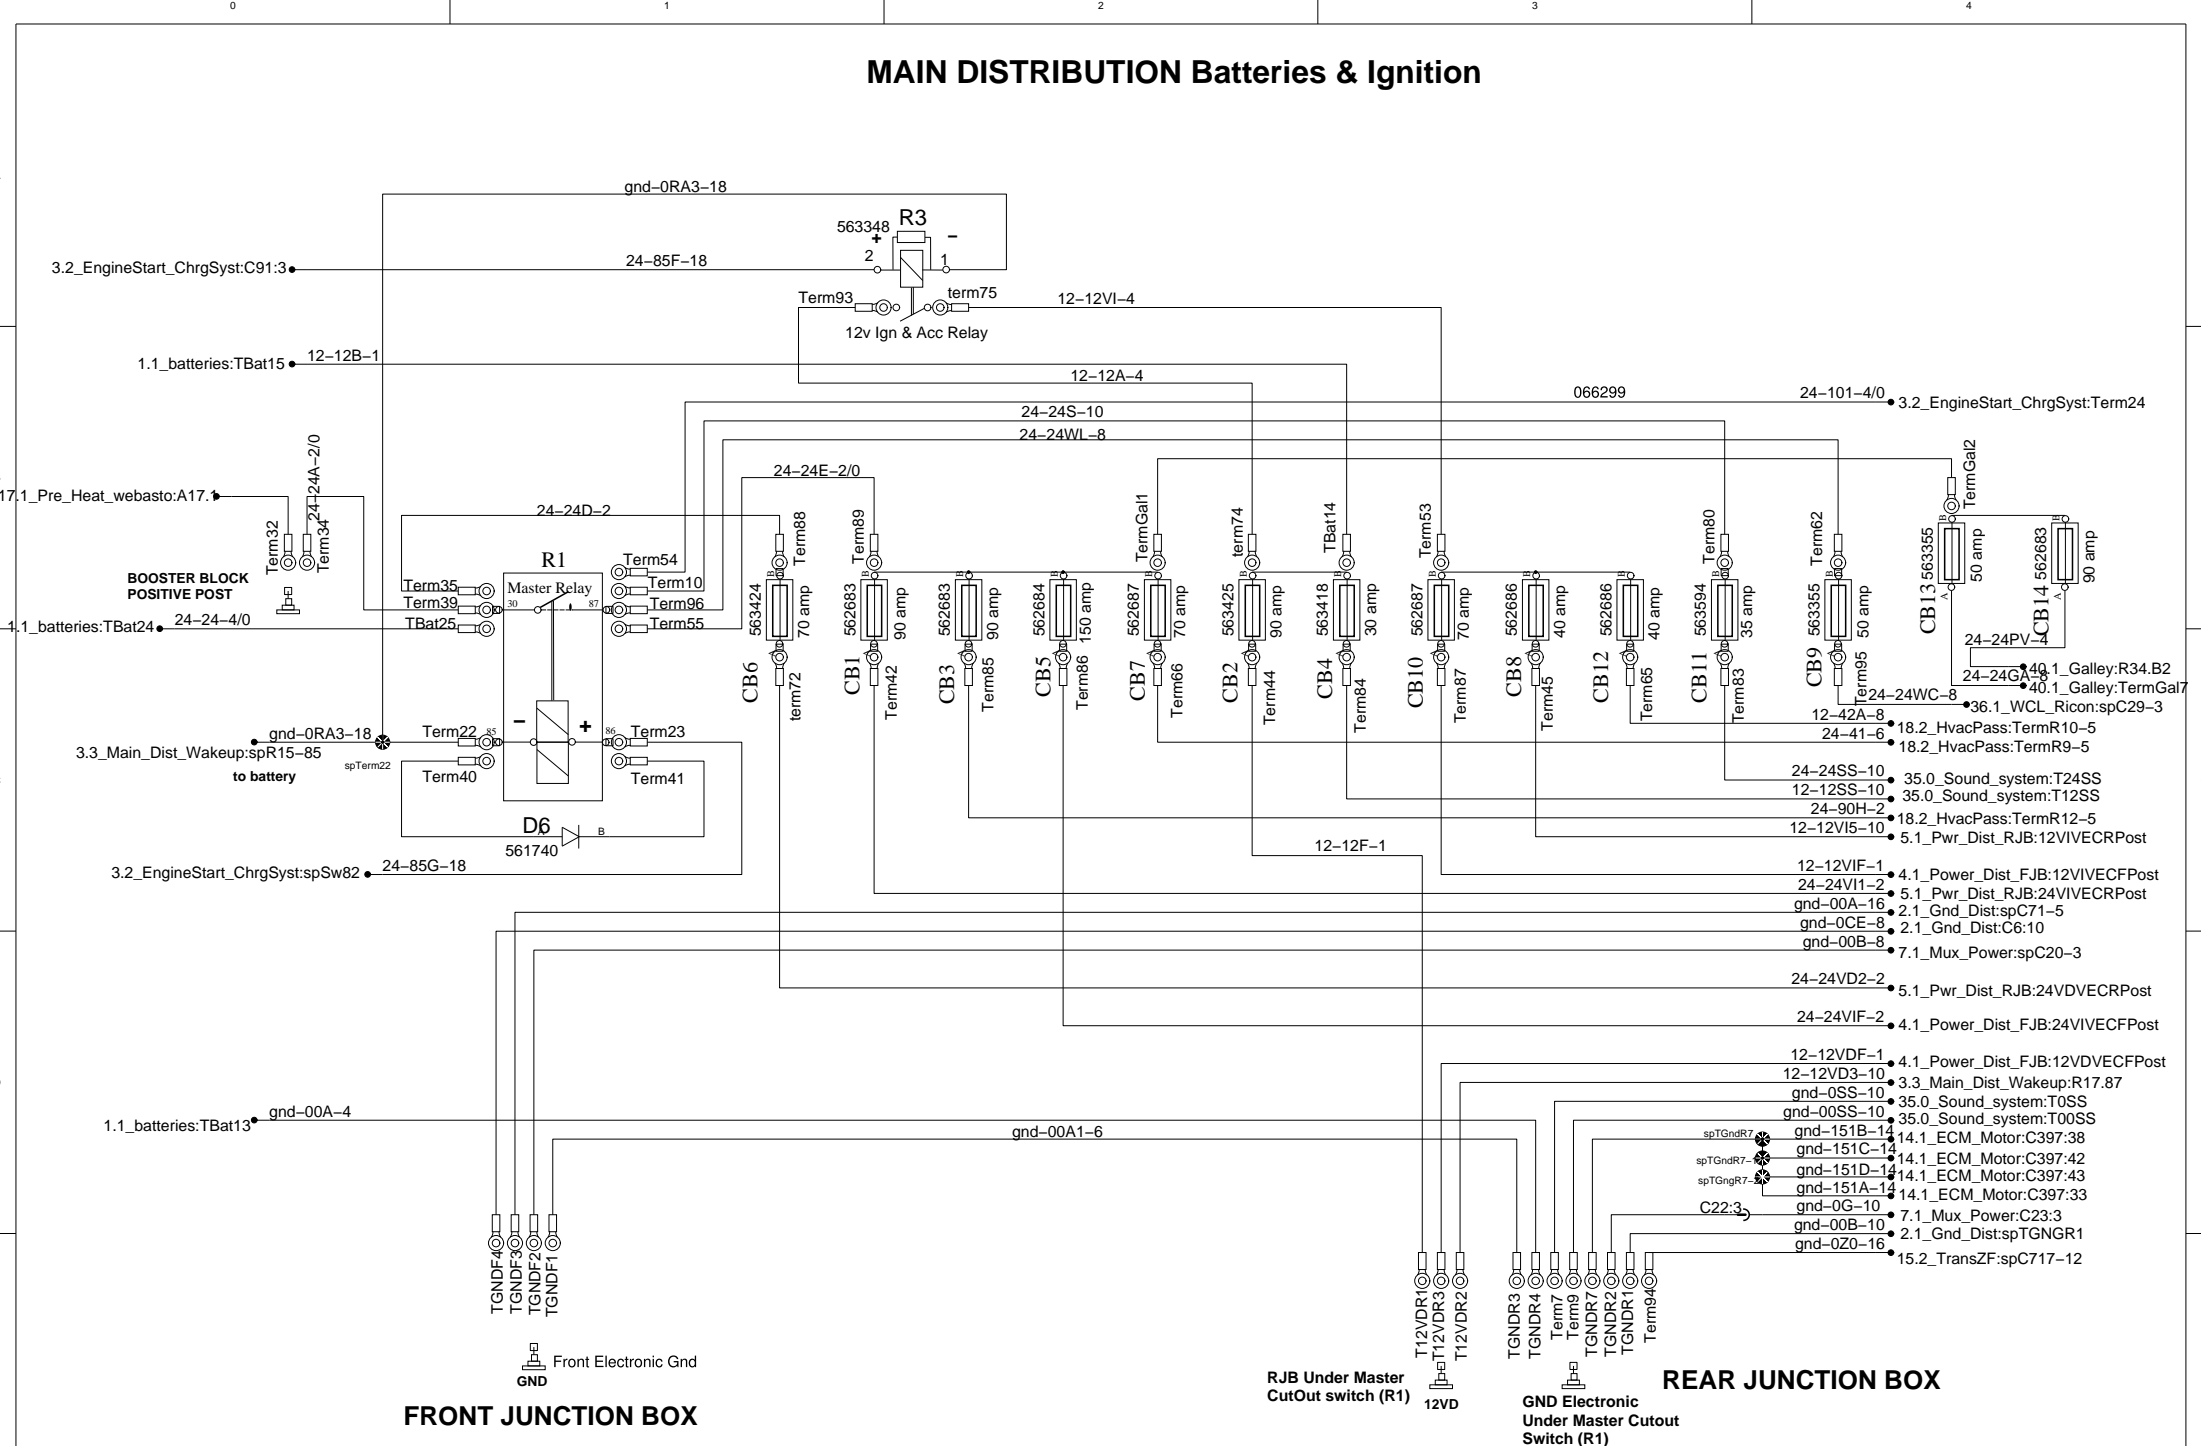 0 1 2 3 4
MAIN DISTRIBUTION Batteries & Ignition
gnd-0RA3-18
R3
563348
+ -
3.2_EngineStart_ChrgSyst:C91:3
24-85F-18
2 1
Term93
term75
12-12VI-4
12v Ign & Acc Relay
1.1_batteries:TBat15
12-12B-1
12-12A-4
066299
24-101-4/0
3.2_EngineStart_ChrgSyst:Term24
24-24S-10
24-24WL-8
24-24E-2/0
24-24D-2
17.1_Pre_Heat_webasto:A17.1
24-24A-2/0
Term32
Term34
BOOSTER BLOCK
POSITIVE POST
1.1_batteries:TBat24
24-24-4/0
R1
Master Relay
Term35
Term39
TBat25
30 87
Term54
Term10
Term96
Term55
Term88
B
563424
70 amp
A
CB6
term72
Term89
B
562683
90 amp
A
CB1
Term42
B
562683
90 amp
A
CB3
Term85
B
562684
150 amp
A
CB5
Term86
TermGal1
B
562687
70 amp
A
CB7
Term66
term74
B
563425
90 amp
A
CB2
Term44
TBat14
B
563418
30 amp
A
CB4
Term84
Term53
B
562687
70 amp
A
CB10
Term87
B
562686
40 amp
A
CB8
Term45
B
562686
40 amp
A
CB12
Term65
Term80
B
563594
35 amp
A
CB11
Term83
Term62
B
563355
50 amp
A
CB9
Term95
TermGal2
B
CB13 563355
50 amp
A
B
CB14 562683
90 amp
A
24-24PV-4
40.1_Galley:R34.B2
24-24GA-8
40.1_Galley:TermGal7
24-24WC-8
36.1_WCL_Ricon:spC29-3
12-42A-8
18.2_HvacPass:TermR10-5
24-41-6
18.2_HvacPass:TermR9-5
24-24SS-10
35.0_Sound_system:T24SS
12-12SS-10
35.0_Sound_system:T12SS
24-90H-2
18.2_HvacPass:TermR12-5
12-12VI5-10
5.1_Pwr_Dist_RJB:12VIVECRPost
gnd-0RA3-18
3.3_Main_Dist_Wakeup:spR15-85
to battery
spTerm22
Term22
Term40
85 86
- +
Term23
Term41
D6
A B
561740
3.2_EngineStart_ChrgSyst:spSw82
24-85G-18
12-12F-1
12-12VIF-1
4.1_Power_Dist_FJB:12VIVECFPost
24-24VI1-2
5.1_Pwr_Dist_RJB:24VIVECRPost
gnd-00A-16
2.1_Gnd_Dist:spC71-5
gnd-0CE-8
2.1_Gnd_Dist:C6:10
gnd-00B-8
7.1_Mux_Power:spC20-3
24-24VD2-2
5.1_Pwr_Dist_RJB:24VDVECRPost
24-24VIF-2
4.1_Power_Dist_FJB:24VIVECFPost
12-12VDF-1
4.1_Power_Dist_FJB:12VDVECFPost
12-12VD3-10
3.3_Main_Dist_Wakeup:R17.87
gnd-0SS-10
35.0_Sound_system:T0SS
gnd-00SS-10
35.0_Sound_system:T00SS
1.1_batteries:TBat13
gnd-00A-4
gnd-00A1-6
spTGndR7
gnd-151B-14
14.1_ECM_Motor:C397:38
spTGndR7-1
gnd-151C-14
14.1_ECM_Motor:C397:42
spTGngR7-2
gnd-151D-14
14.1_ECM_Motor:C397:43
gnd-151A-14
14.1_ECM_Motor:C397:33
C22:3
gnd-0G-10
7.1_Mux_Power:C23:3
gnd-00B-10
2.1_Gnd_Dist:spTGNGR1
gnd-0Z0-16
15.2_TransZF:spC717-12
TGNDF4
TGNDF3
TGNDF2
TGNDF1
Front Electronic Gnd
GND
FRONT JUNCTION BOX
T12VDR1
T12VDR3
T12VDR2
TGNDR3
TGNDR4
Term7
Term9
TGNDR7
TGNDR2
TGNDR1
Term94
RJB Under Master
CutOut switch (R1)
12VD
GND Electronic
Under Master Cutout
Switch (R1)
REAR JUNCTION BOX